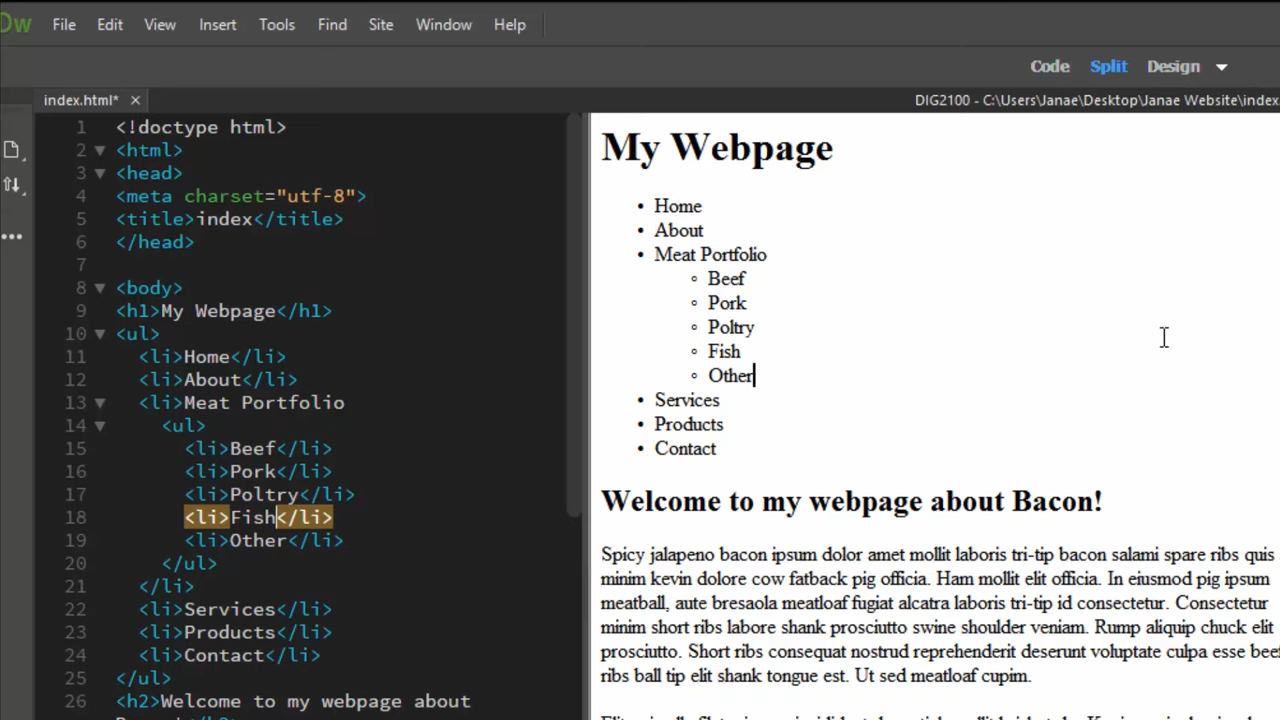 Dw File Edit View Insert Tools Find Site Window Help
Code Split Design
index.html* × DIG2100 - C:\Users\Janae\Desktop\Janae Website\index.
1 <!doctype html>
2 <html>
3 <head>
4 <meta charset="utf-8">
5 <title>index</title>
6 </head>
7
8 <body>
9 <h1>My Webpage</h1>
10 <ul>
11 <li>Home</li>
12 <li>About</li>
13 <li>Meat Portfolio
14 <ul>
15 <li>Beef</li>
16 <li>Pork</li>
17 <li>Poltry</li>
18 <li>Fish</li>
19 <li>Other</li>
20 </ul>
21 </li>
22 <li>Services</li>
23 <li>Products</li>
24 <li>Contact</li>
25 </ul>
26 <h2>Welcome to my webpage about
My Webpage
• Home
• About
• Meat Portfolio
◦ Beef
◦ Pork
◦ Poltry
◦ Fish
◦ Other
• Services
• Products
• Contact
Welcome to my webpage about Bacon!
Spicy jalapeno bacon ipsum dolor amet mollit laboris tri-tip bacon salami spare ribs quis
minim kevin dolore cow fatback pig officia. Ham mollit elit officia. In eiusmod pig ipsum
meatball, aute bresaola meatloaf fugiat alcatra laboris tri-tip id consectetur. Consectetur
minim short ribs labore shank prosciutto swine shoulder veniam. Rump aliquip chuck elit
prosciutto. Short ribs consequat nostrud reprehenderit deserunt voluptate culpa esse beef
ribs ball tip elit shank tongue est. Ut sed meatloaf cupim.